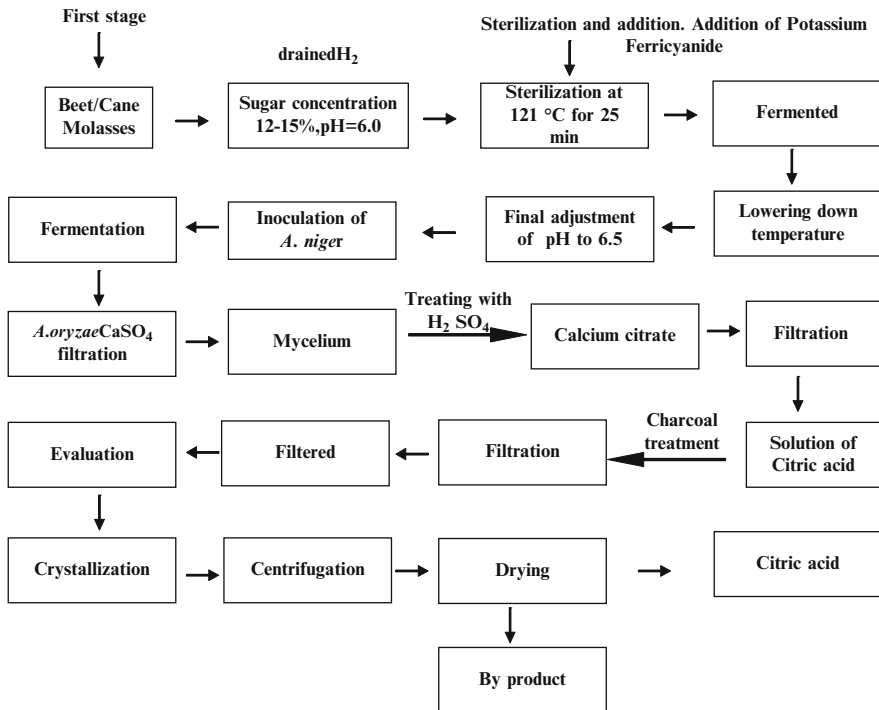 First stage
Sterilization and addition. Addition of Potassium
Ferricyanide
drainedH2
Beet/Cane
Molasses
Sugar concentration
12-15%,pH=6.0
Sterilization at
121 °C for 25
min
Fermented
Fermentation
Inoculation of
A. niger
Final adjustment
of pH to 6.5
Lowering down
temperature
A.oryzaeCaSO4
filtration
Mycelium
Treating with
H2 SO4
Calcium citrate
Filtration
Evaluation
Filtered
Filtration
Charcoal
treatment
Solution of
Citric acid
Crystallization
Centrifugation
Drying
Citric acid
By product